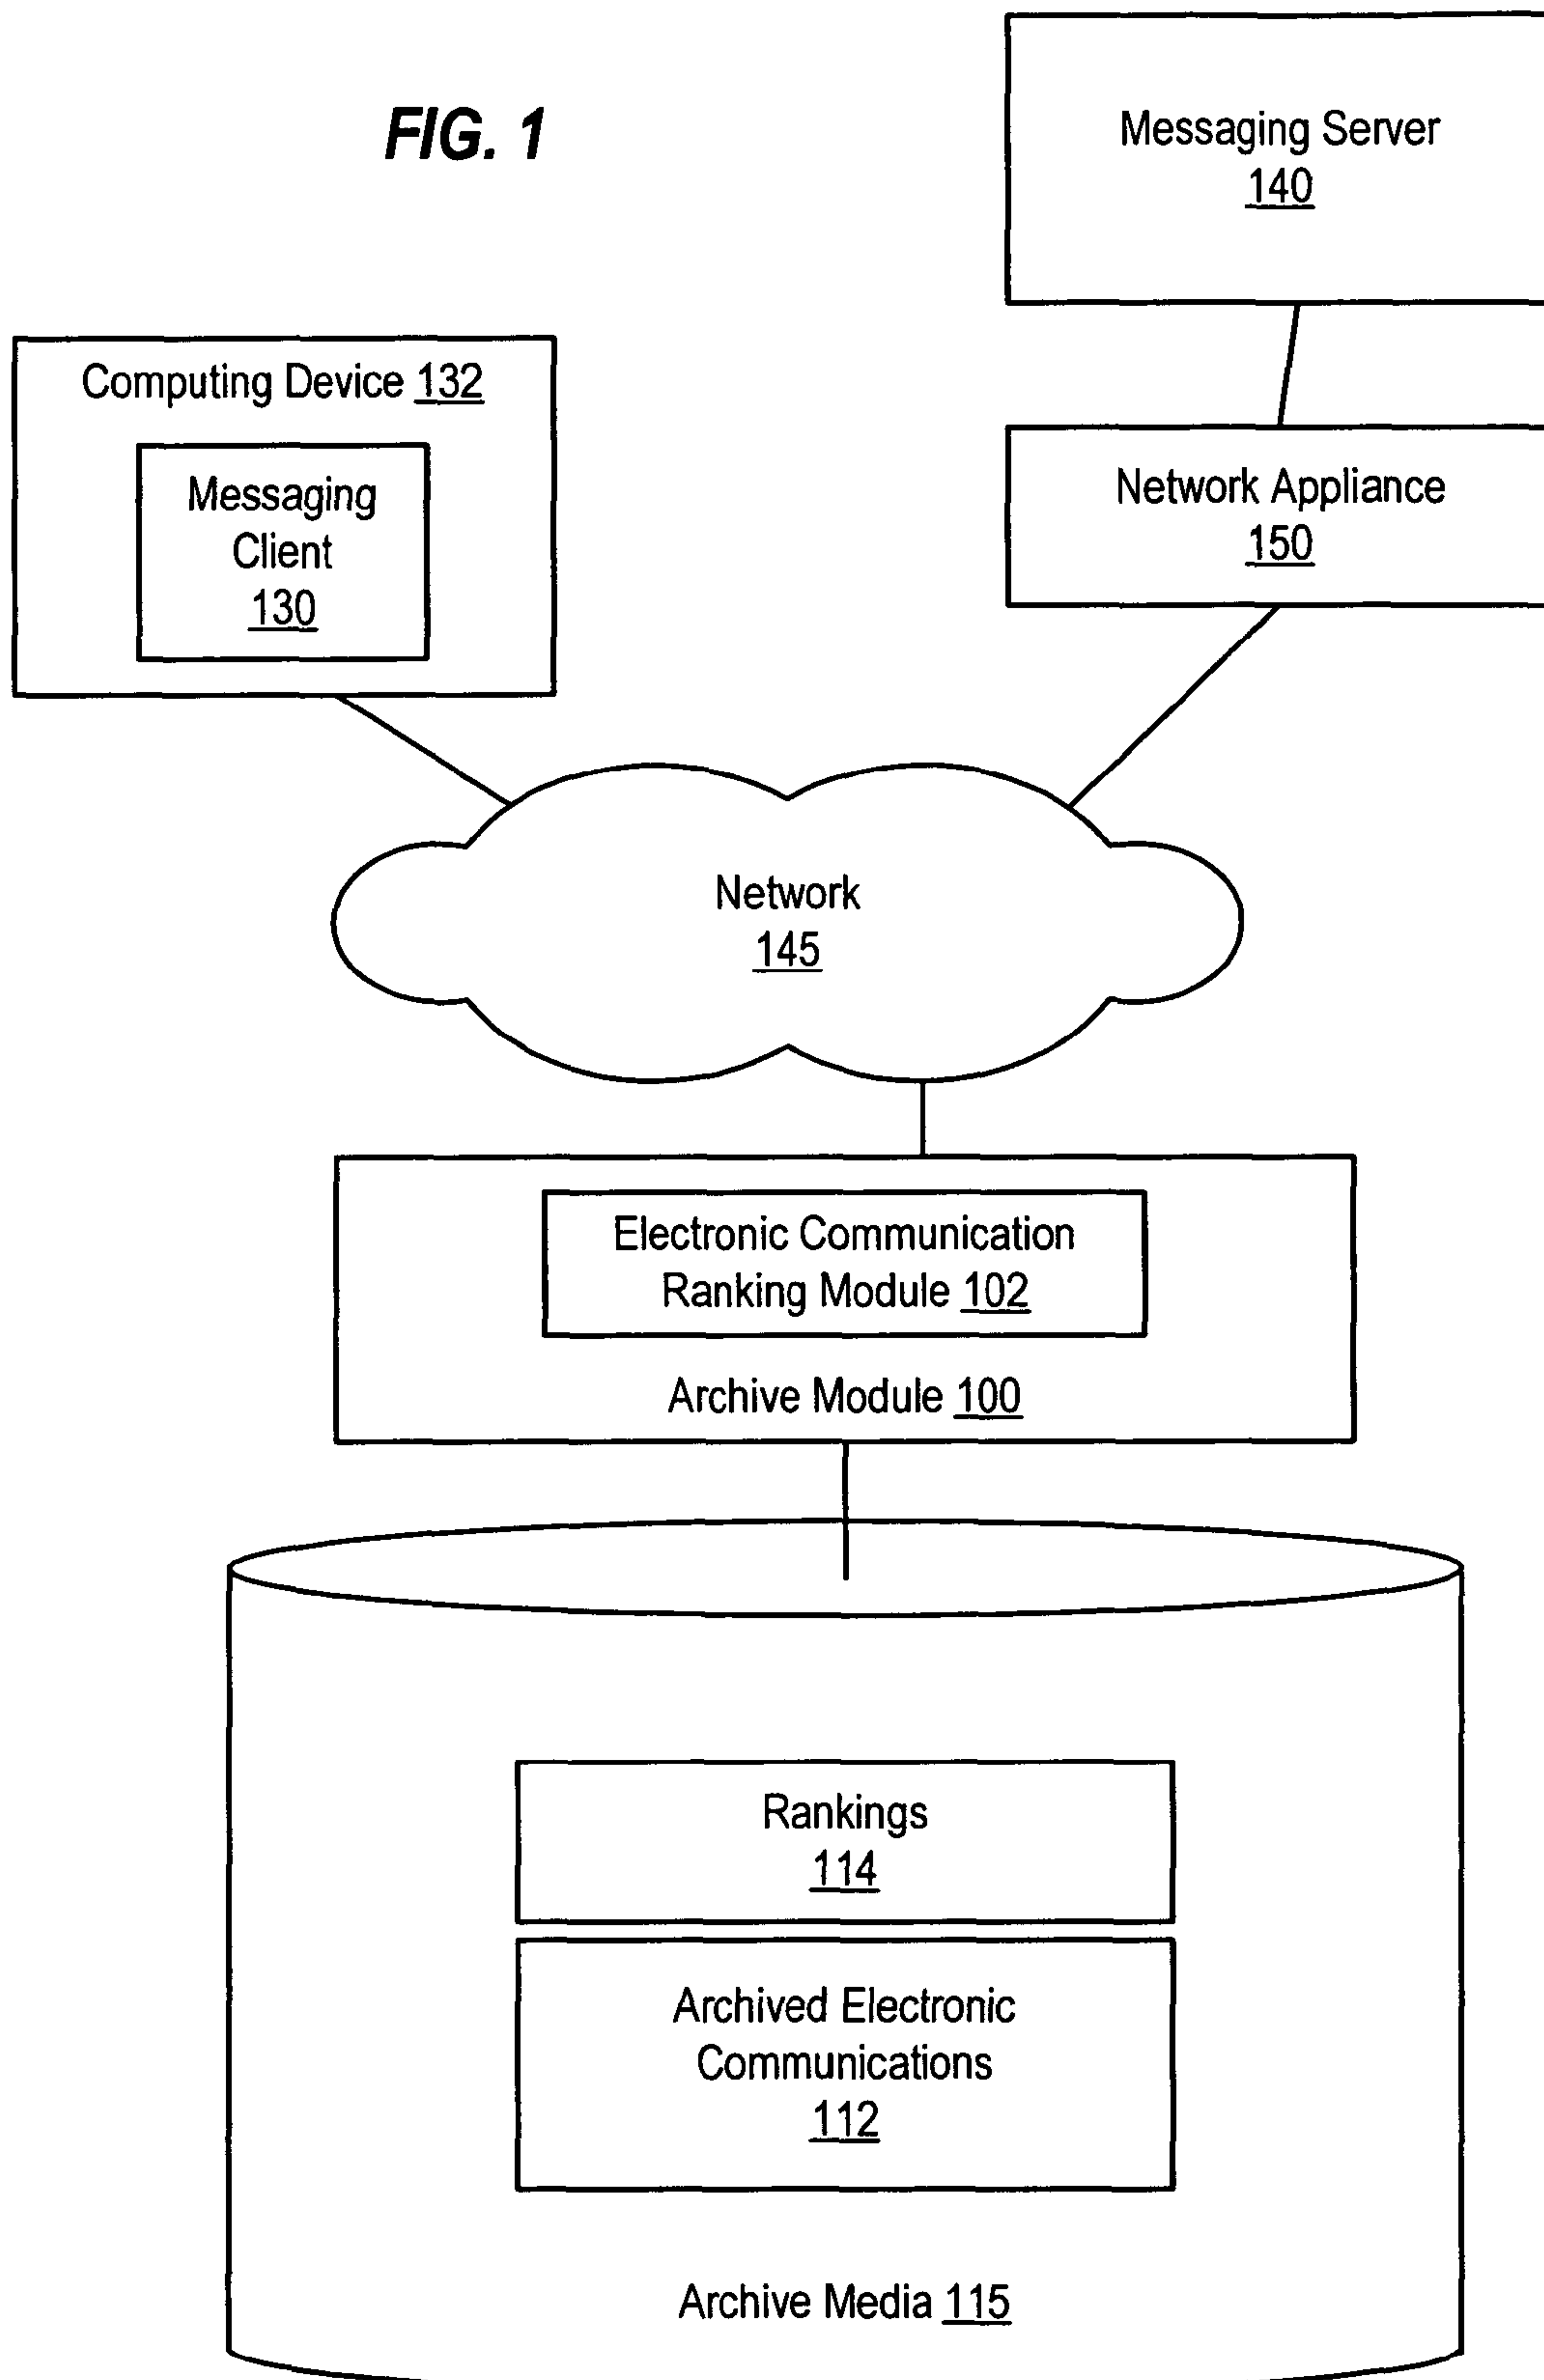 FIG. 1
Messaging Server
140
Computing Device 132
Messaging
Client
130
Network Appliance
150
Network
145
Electronic Communication
Ranking Module 102
Archive Module 100
Rankings
114
Archived Electronic
Communications
112
Archive Media 115